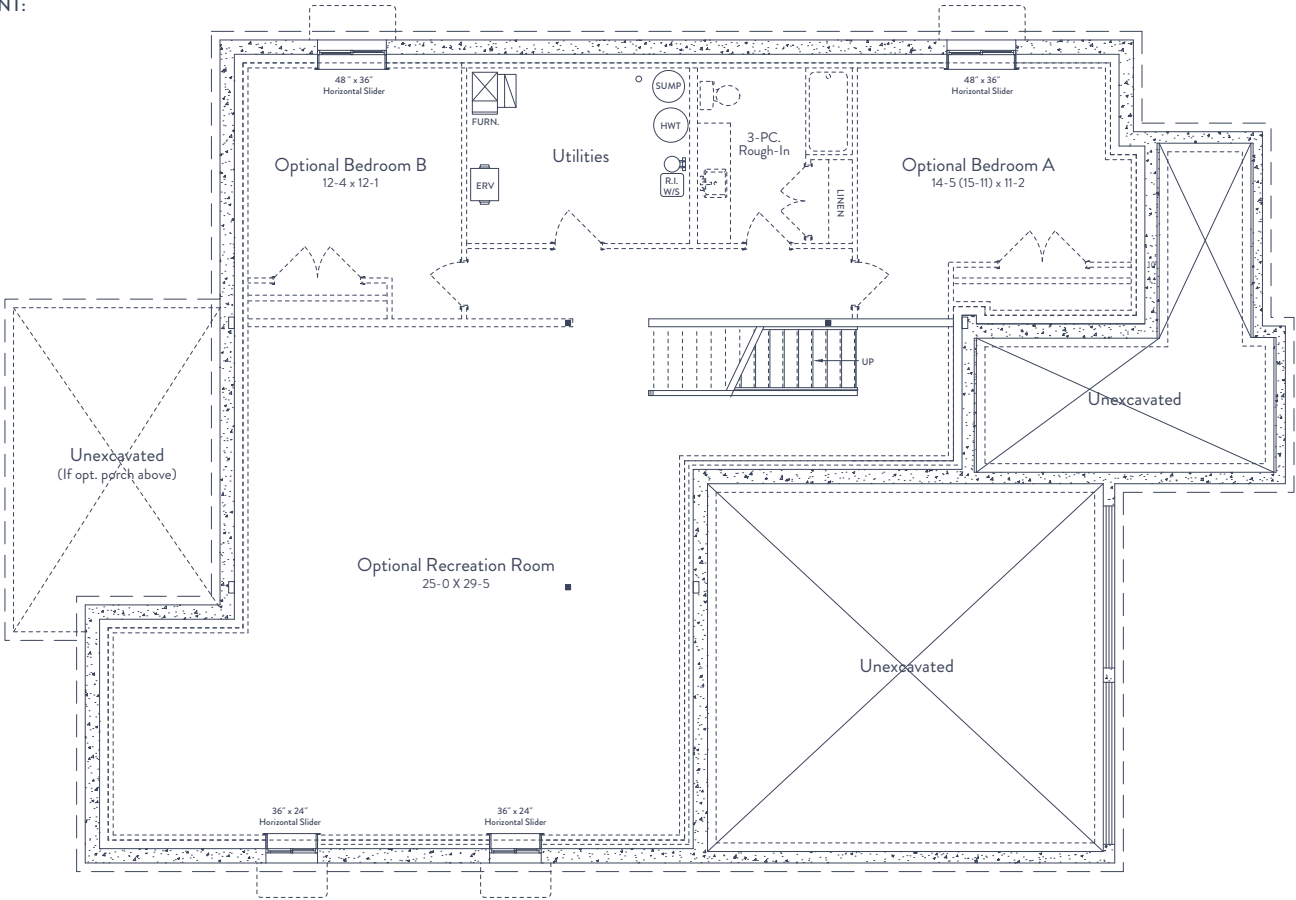 NT:
48" x 36"
Horizontal Slider
48" x 36"
Horizontal Slider
SUMP
FURN.
HWT
3-PC.
Rough-In
Utilities
Optional Bedroom B
12-4 x 12-1
Optional Bedroom A
14-5 (15-11) x 11-2
ERV
R.I.
W/S
LINEN
UP
Unexcavated
Unexcavated
(If opt. porch above)
Optional Recreation Room
25-0 X 29-5
Unexcavated
36" x 24"
Horizontal Slider
36" x 24"
Horizontal Slider